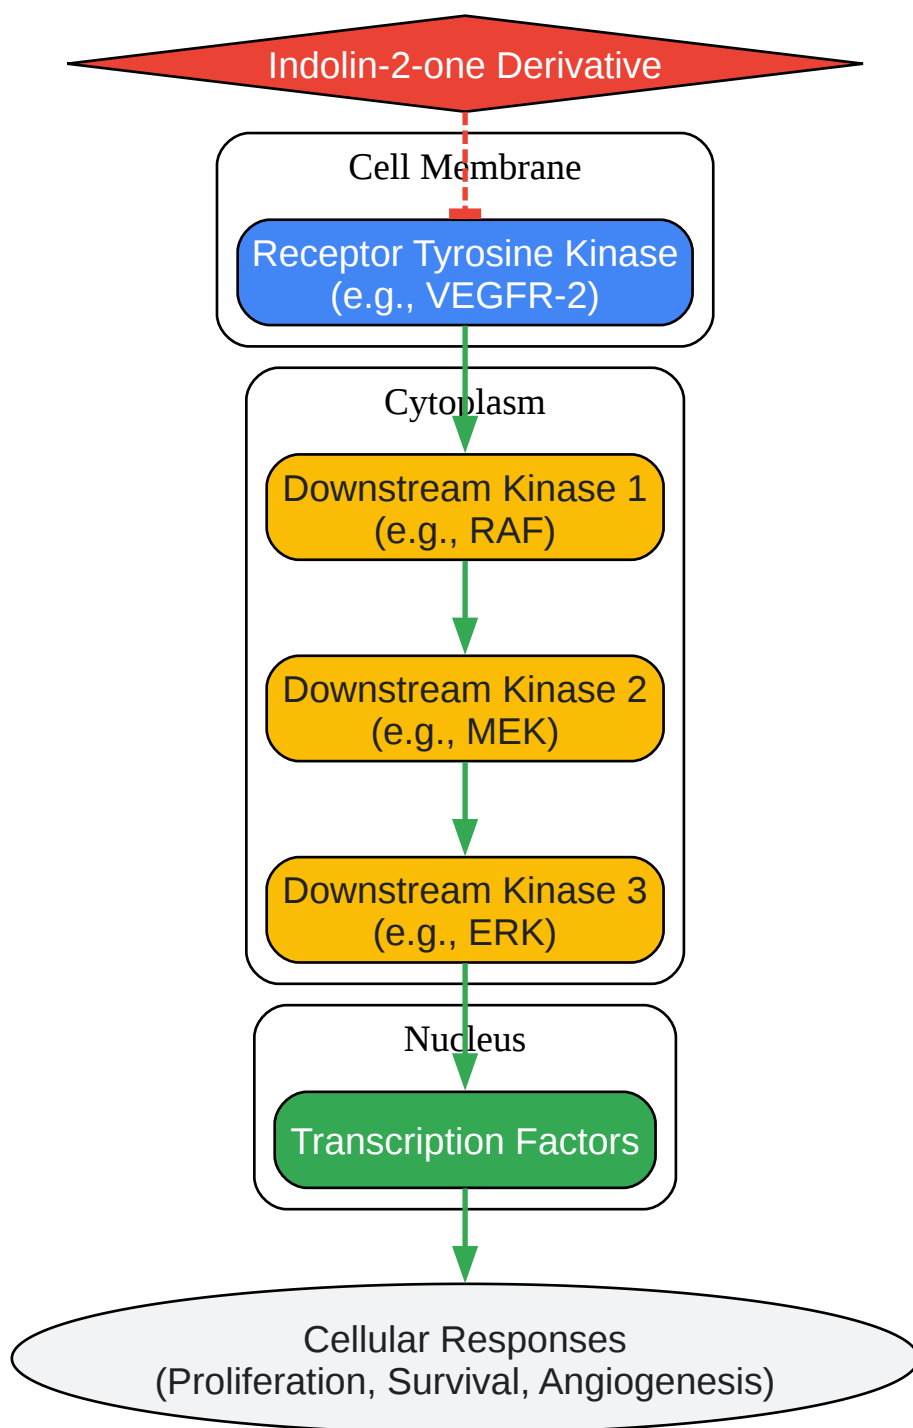 Indolin-2-one Derivative
Cell Membrane
Receptor Tyrosine Kinase
(e.g., VEGFR-2)
Cytoplasm
Downstream Kinase 1
(e.g., RAF)
Downstream Kinase 2
(e.g., MEK)
Downstream Kinase 3
(e.g., ERK)
Nucleus
Transcription Factors
Cellular Responses
(Proliferation, Survival, Angiogenesis)